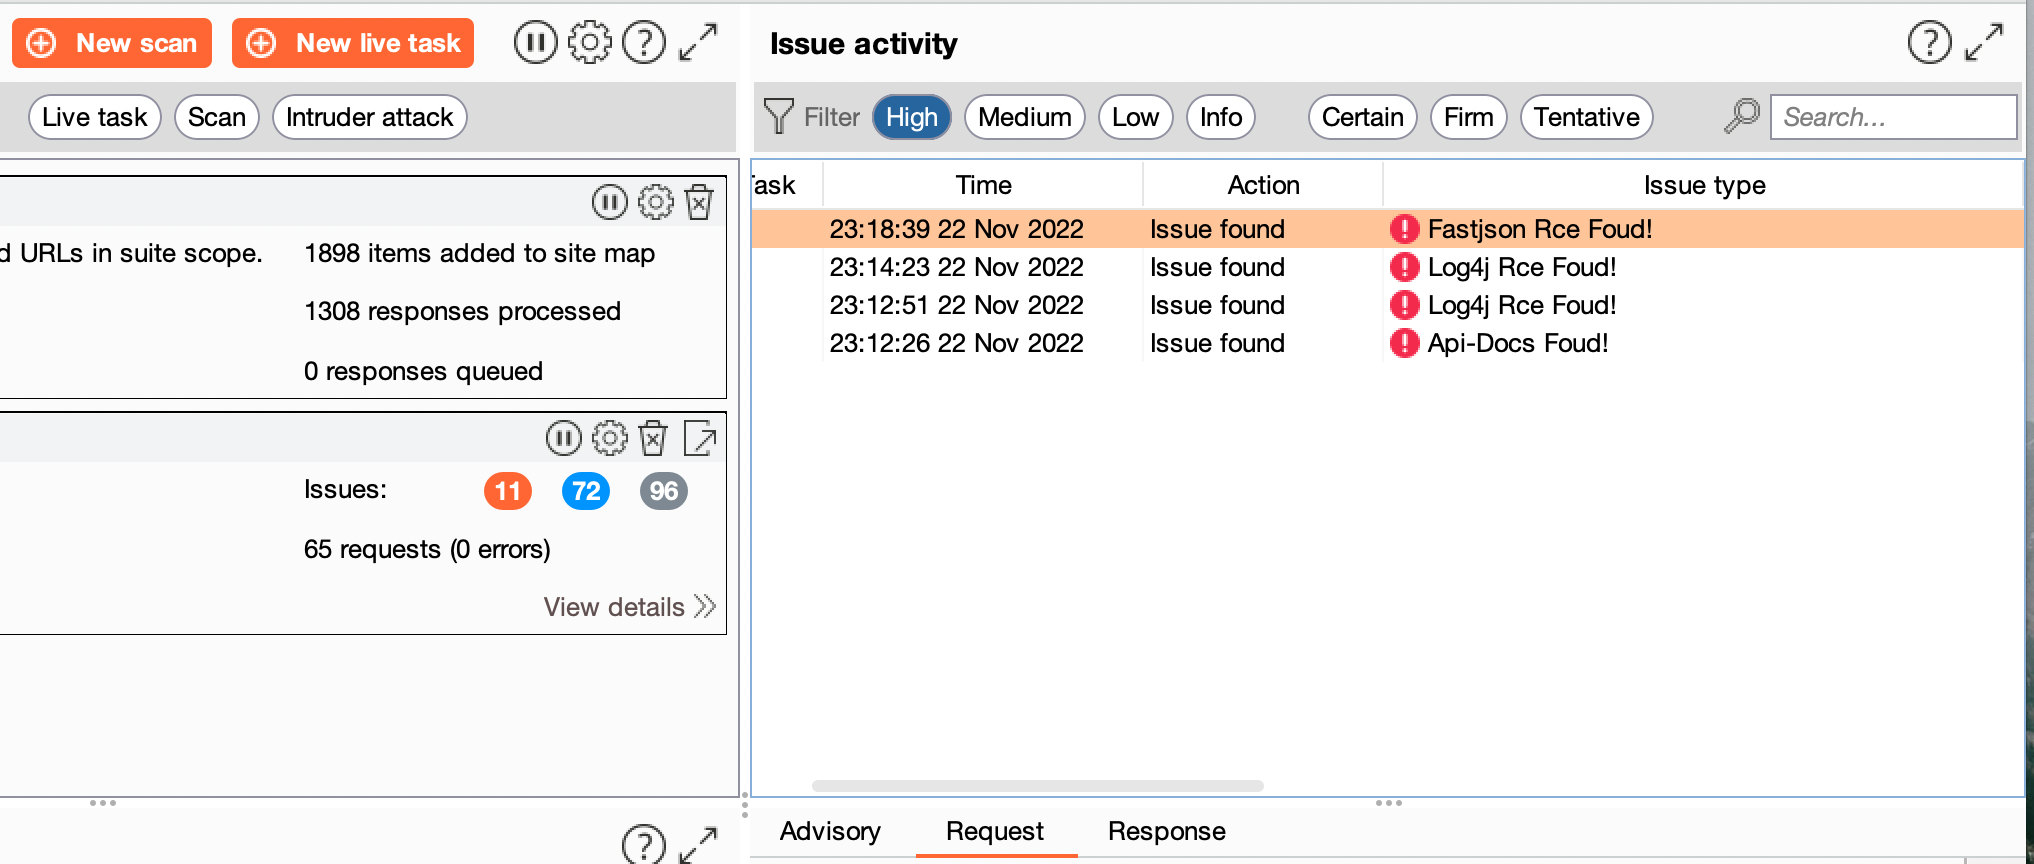 New scan
New live task
Live task
Scan
Intruder attack
d URLs in suite scope.
1898 items added to site map
1308 responses processed
0 responses queued
Issues:
11
72
96
65 requests (0 errors)
View details
Issue activity
Filter
High
Medium
Low
Info
Certain
Firm
Tentative
Search...
ask Time Action Issue type
23:18:39 22 Nov 2022 Issue found Fastjson Rce Foud!
23:14:23 22 Nov 2022 Issue found Log4j Rce Foud!
23:12:51 22 Nov 2022 Issue found Log4j Rce Foud!
23:12:26 22 Nov 2022 Issue found Api-Docs Foud!
Advisory
Request
Response